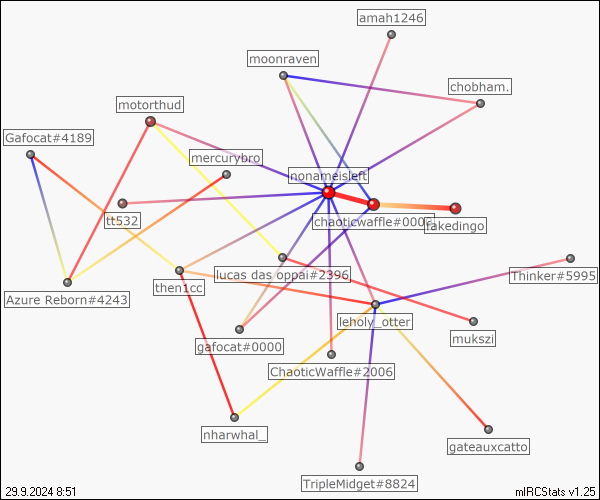 amah1246
moonraven
chobham.
motorthud
Gafocat#4189
mercurybro
nonameisleft
tt532
chaoticwaffle#000
fakedingo
lucas das oppai#2396
Thinker#5995
then1cc
Azure Reborn#4243
leholy_otter
mukszi
gafocat#0000
ChaoticWaffle#2006
nharwhal_
gateauxcatto
TripleMidget#8824
29.9.2024 8:51
mIRCStats v1.25